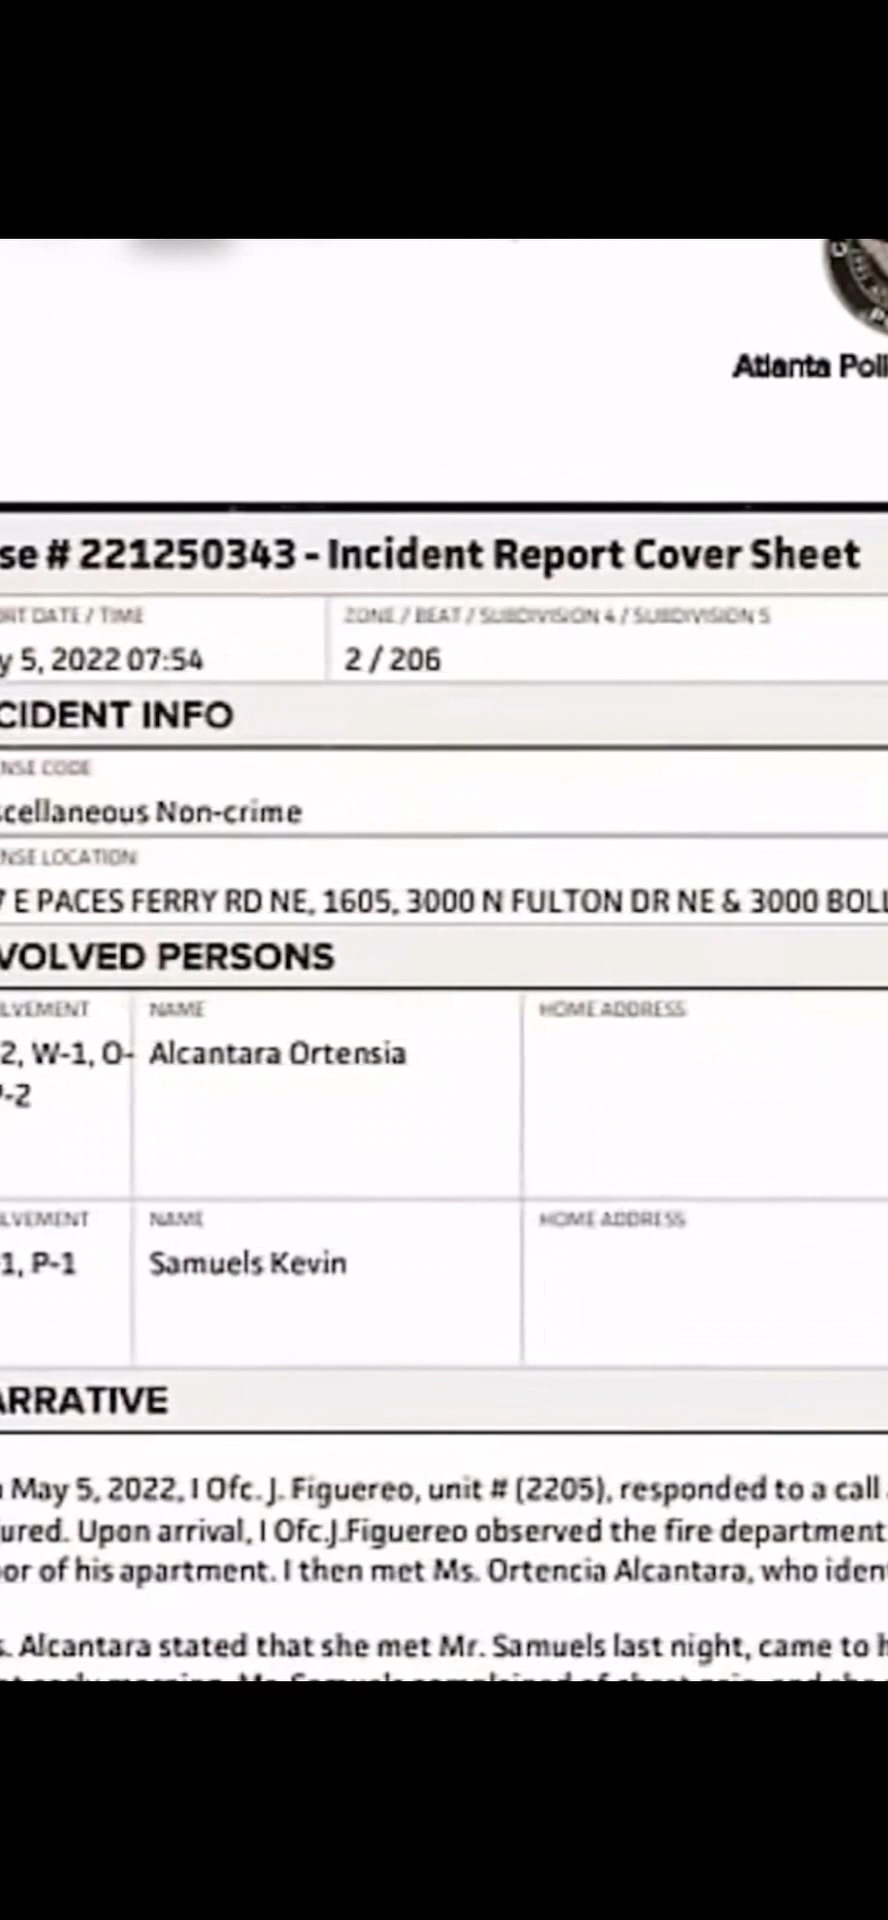 Atlanta Poli
se # 221250343 - Incident Report Cover Sheet
ORT DATE / TIME
ZONE / BEAT / SUBDIVISION 4 / SUBDIVISION 5
y 5, 2022 07:54
2 / 206
CIDENT INFO
NSE CODE
scellaneous Non-crime
NSE LOCATION
7 E PACES FERRY RD NE, 1605, 3000 N FULTON DR NE & 3000 BOLL
VOLVED PERSONS
LVEMENT
NAME
HOME ADDRESS
2, W-1, O-
Alcantara Ortensia
P-2
LVEMENT
NAME
HOME ADDRESS
1, P-1
Samuels Kevin
ARRATIVE
May 5, 2022, I Ofc. J. Figuereo, unit # (2205), responded to a call
ured. Upon arrival, I Ofc.J.Figuereo observed the fire department
or of his apartment. I then met Ms. Ortencia Alcantara, who iden
s. Alcantara stated that she met Mr. Samuels last night, came to h